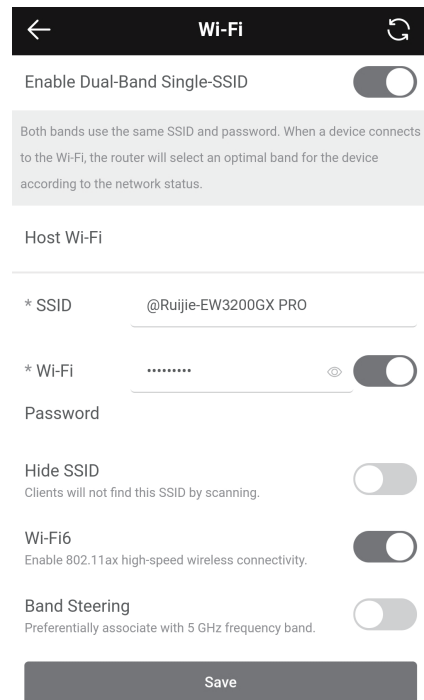 Wi-Fi
Enable Dual-Band Single-SSID
Both bands use the same SSID and password. When a device connects
to the Wi-Fi, the router will select an optimal band for the device
according to the network status.
Host Wi-Fi
* SSID @Ruijie-EW3200GX PRO
* Wi-Fi •••••••••
Password
Hide SSID
Clients will not find this SSID by scanning.
Wi-Fi6
Enable 802.11ax high-speed wireless connectivity.
Band Steering
Preferentially associate with 5 GHz frequency band.
Save